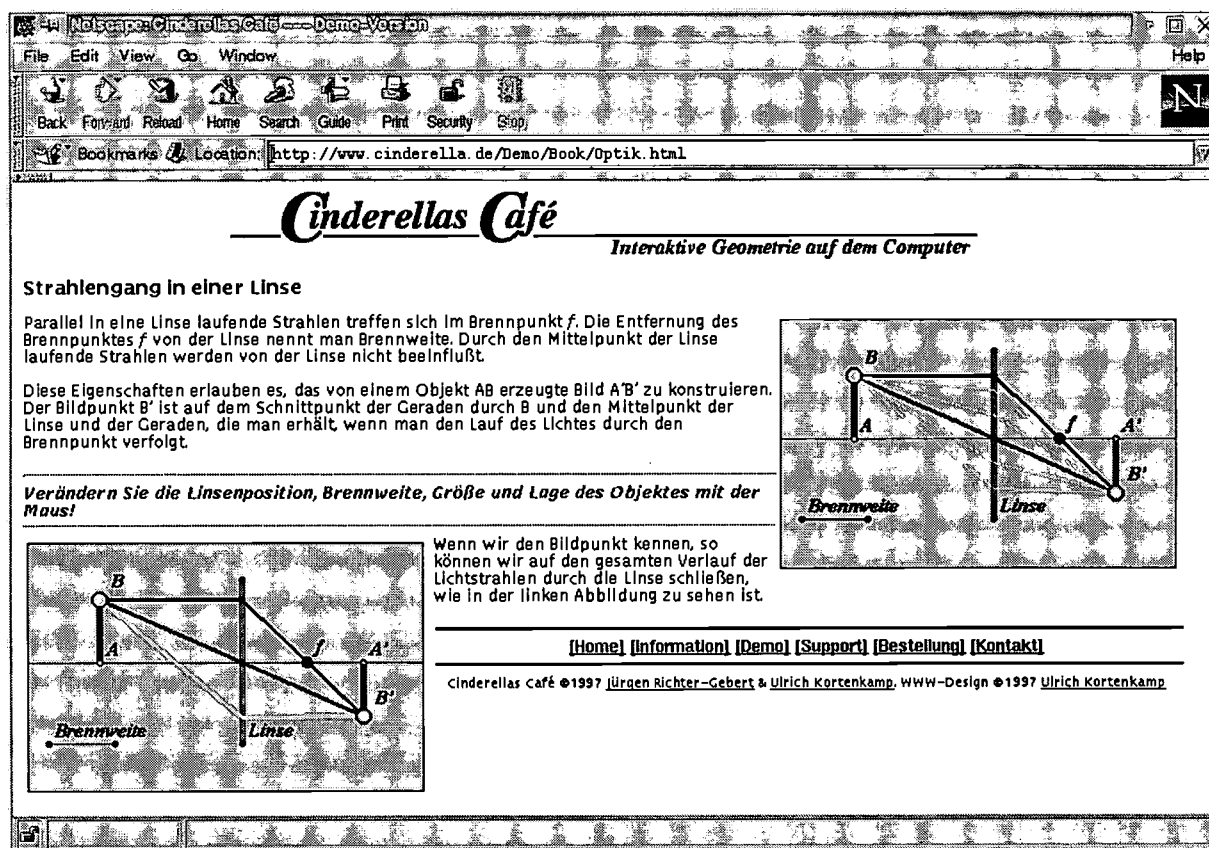 Netscape: Cinderellas Café --- Demo-Version
File Edit View Go Window Help
Back Forward Reload Home Search Guide Print Security Stop
N
Bookmarks Location: http://www.cinderella.de/Demo/Book/Optik.html
Cinderellas Café
Interaktive Geometrie auf dem Computer
Strahlengang in einer Linse
Parallel in eine Linse laufende Strahlen treffen sich im Brennpunkt f. Die Entfernung des
Brennpunktes f von der Linse nennt man Brennweite. Durch den Mittelpunkt der Linse
laufende Strahlen werden von der Linse nicht beeinflußt.
Diese Eigenschaften erlauben es, das von einem Objekt AB erzeugte Bild A'B' zu konstruieren.
Der Bildpunkt B' ist auf dem Schnittpunkt der Geraden durch B und den Mittelpunkt der
Linse und der Geraden, die man erhält, wenn man den Lauf des Lichtes durch den
Brennpunkt verfolgt.
B
A
f
A'
B'
Brennweite
Linse
Verändern Sie die Linsenposition, Brennweite, Größe und Lage des Objektes mit der
Maus!
B
A
f
A'
B'
Brennweite
Linse
Wenn wir den Bildpunkt kennen, so
können wir auf den gesamten Verlauf der
Lichtstrahlen durch die Linse schließen,
wie in der linken Abbildung zu sehen ist.
[Home] [Information] [Demo] [Support] [Bestellung] [Kontakt]
Cinderellas Café ©1997 Jürgen Richter-Gebert & Ulrich Kortenkamp, WWW-Design ©1997 Ulrich Kortenkamp